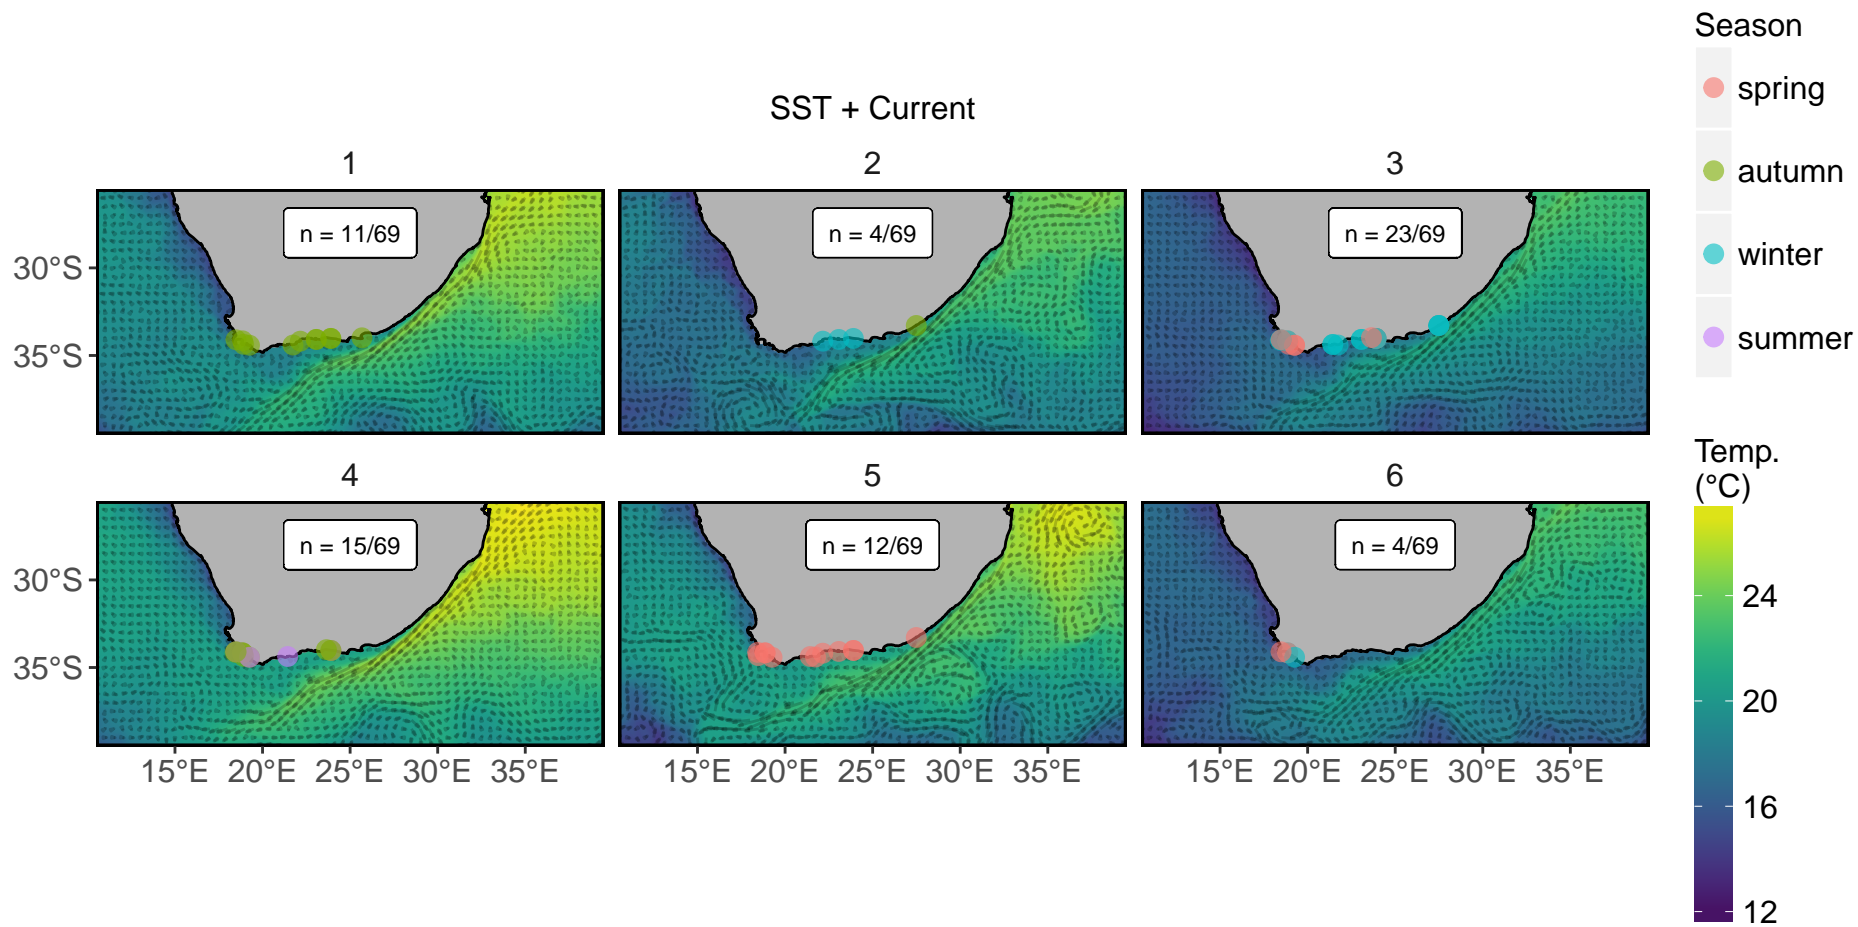 SST + Current
1
2
3
n = 11/69
n = 4/69
n = 23/69
30°S
35°S
4
5
6
n = 15/69
n = 12/69
n = 4/69
30°S
35°S
15°E 20°E 25°E 30°E 35°E
15°E 20°E 25°E 30°E 35°E
15°E 20°E 25°E 30°E 35°E
Season
spring
autumn
winter
summer
Temp.
(°C)
24
20
16
12